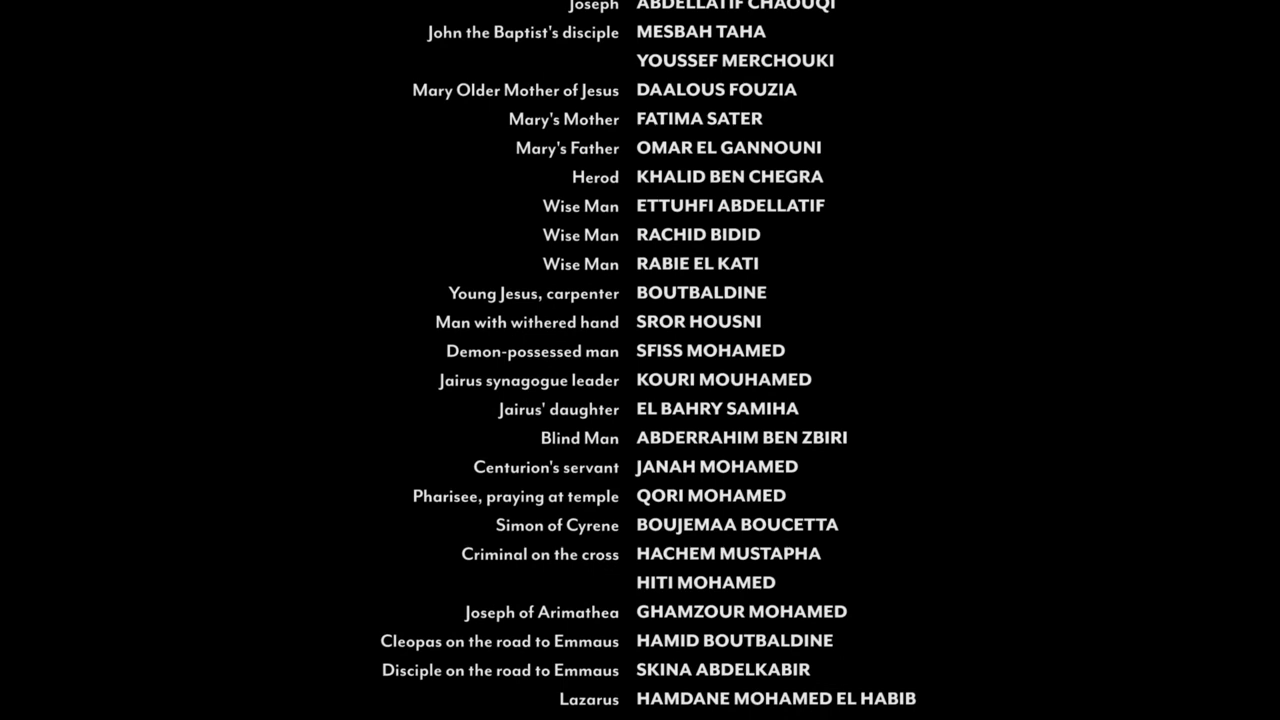 Joseph ABDELLATIF CHAOUQI
John the Baptist's disciple MESBAH TAHA
YOUSSEF MERCHOUKI
Mary Older Mother of Jesus DAALOUS FOUZIA
Mary's Mother FATIMA SATER
Mary's Father OMAR EL GANNOUNI
Herod KHALID BEN CHEGRA
Wise Man ETTUHFI ABDELLATIF
Wise Man RACHID BIDID
Wise Man RABIE EL KATI
Young Jesus, carpenter BOUTBALDINE
Man with withered hand SROR HOUSNI
Demon-possessed man SFISS MOHAMED
Jairus synagogue leader KOURI MOUHAMED
Jairus' daughter EL BAHRY SAMIHA
Blind Man ABDERRAHIM BEN ZBIRI
Centurion's servant JANAH MOHAMED
Pharisee, praying at temple QORI MOHAMED
Simon of Cyrene BOUJEMAA BOUCETTA
Criminal on the cross HACHEM MUSTAPHA
HITI MOHAMED
Joseph of Arimathea GHAMZOUR MOHAMED
Cleopas on the road to Emmaus HAMID BOUTBALDINE
Disciple on the road to Emmaus SKINA ABDELKABIR
Lazarus HAMDANE MOHAMED EL HABIB